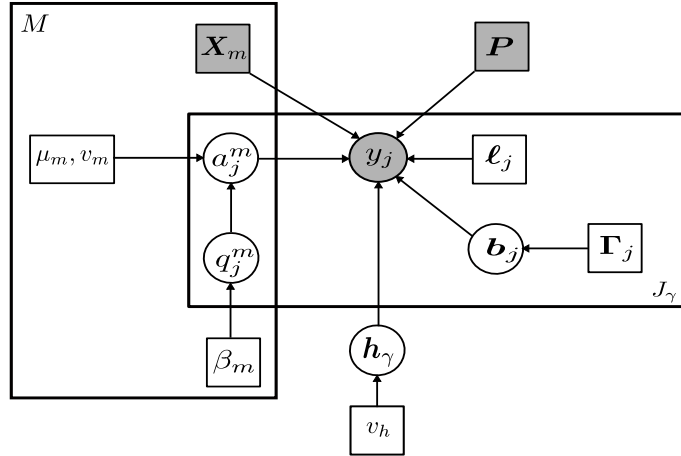 M
X_m
P
μ_m, v_m
a_j^m
y_j
ℓ_j
q_j^m
b_j
Γ_j
J_γ
β_m
h_γ
v_h